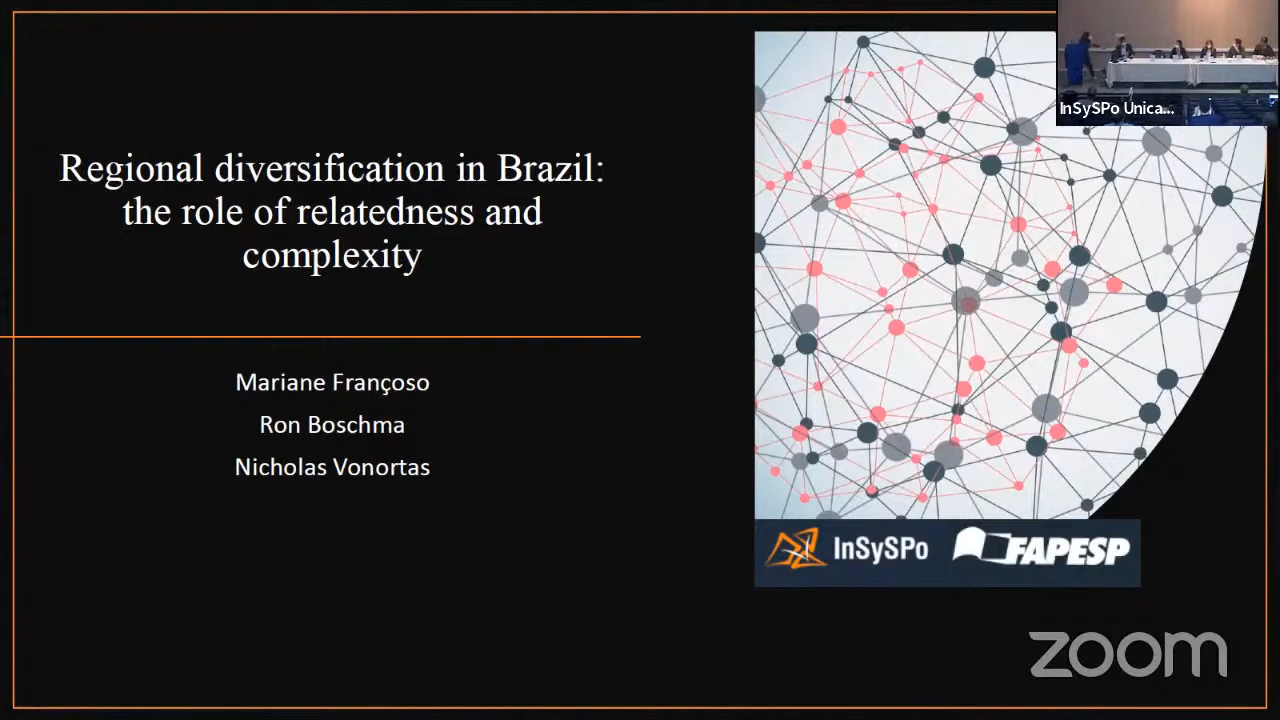 Regional diversification in Brazil:
the role of relatedness and
complexity
Mariane Françoso
Ron Boschma
Nicholas Vonortas
InSySPo Unica...
InSySPo
FAPESP
zoom